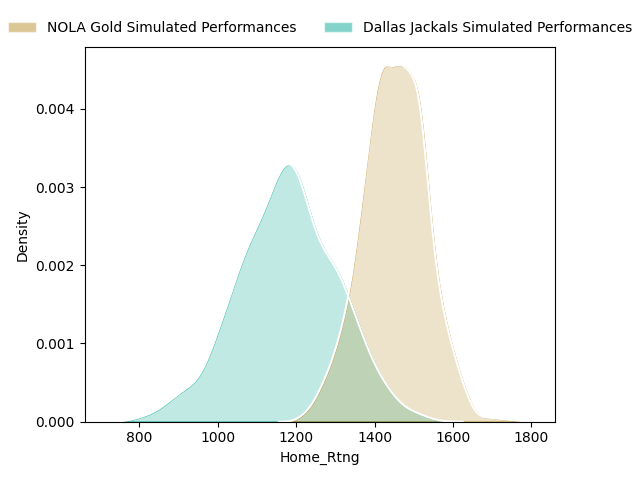 NOLA Gold Simulated Performances Dallas Jackals Simulated Performances
0.004
0.003
0.002
0.001
0.000
Density
800 1000 1200 1400 1600 1800
Home_Rtng